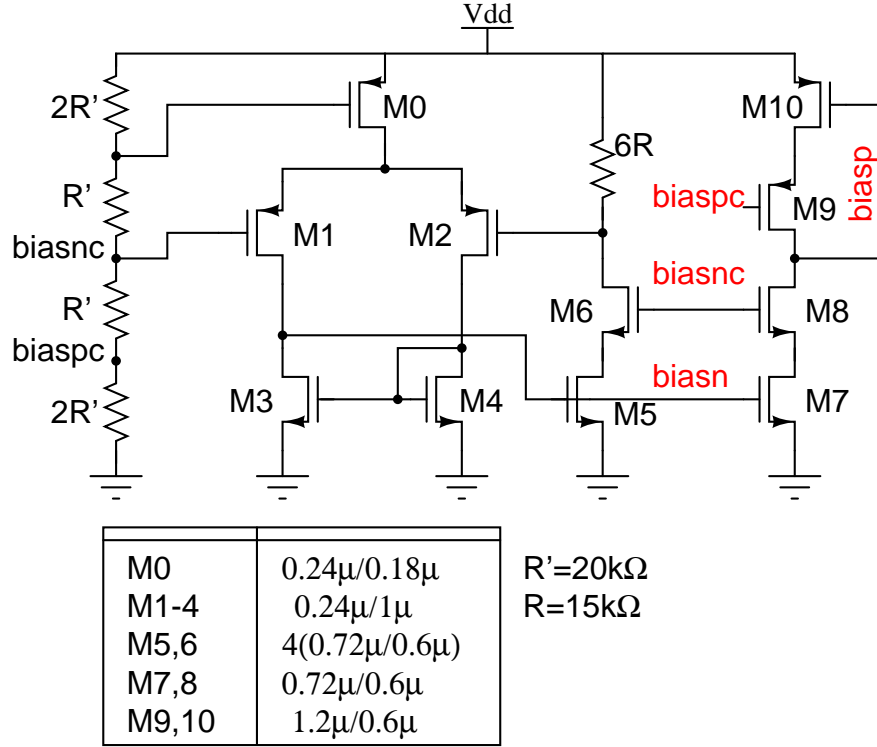 Vdd
2R'
M0
M10
6R
R'
biaspc
M9
biasp
biasnc
M1
M2
biasnc
R'
M6
M8
biaspc
biasn
2R'
M3
M4
M5
M7
M0 0.24μ/0.18μ R'=20kΩ
M1-4 0.24μ/1μ R=15kΩ
M5,6 4(0.72μ/0.6μ)
M7,8 0.72μ/0.6μ
M9,10 1.2μ/0.6μ